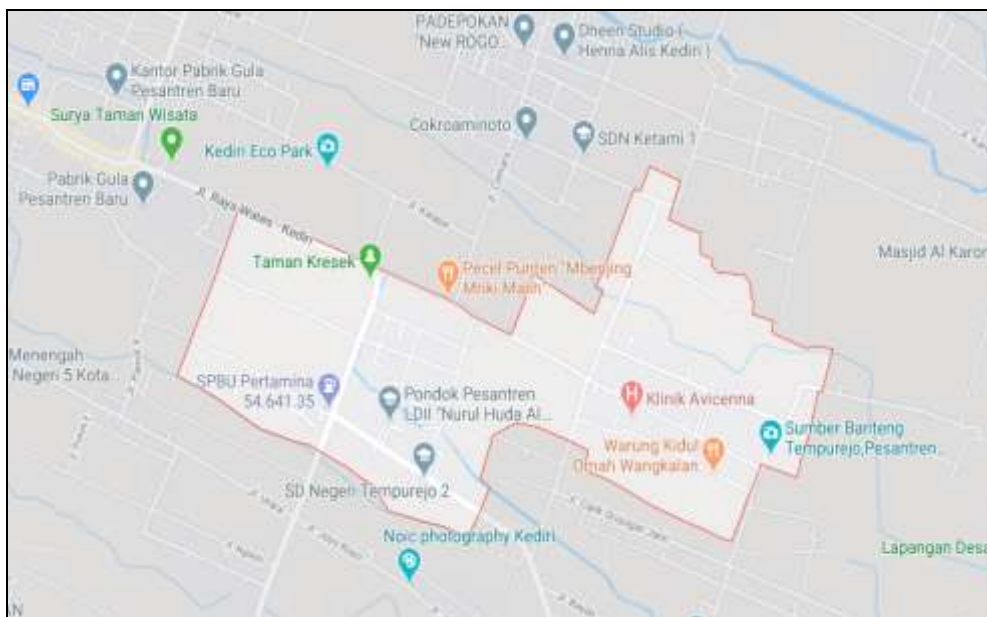 PADEPOKAN
"New ROGO...
Dheen Studio (
Henna Alis Kediri )
Kantor Pabrik Gula
Pesantren Baru
Surya Taman Wisata
Cokroaminoto
SDN Ketami 1
Kediri Eco Park
Pabrik Gula
Pesantren Baru
Jl. Raya Wates - Kediri
Masjid Al Karom
Taman Kresek
Pecel Punten "Mbesjing
Menengah
Negeri 5 Kota...
SPBU Pertamina
54.641.35
Pondok Pesantren
LDII "Nurul Huda Al...
Klinik Avicenna
Sumber Banteng
Tempurejo,Pesantren...
Warung Kidul
Omah Wangkalan
SD Negeri Tempurejo 2
Noic photography Kediri
Lapangan Desa
AN